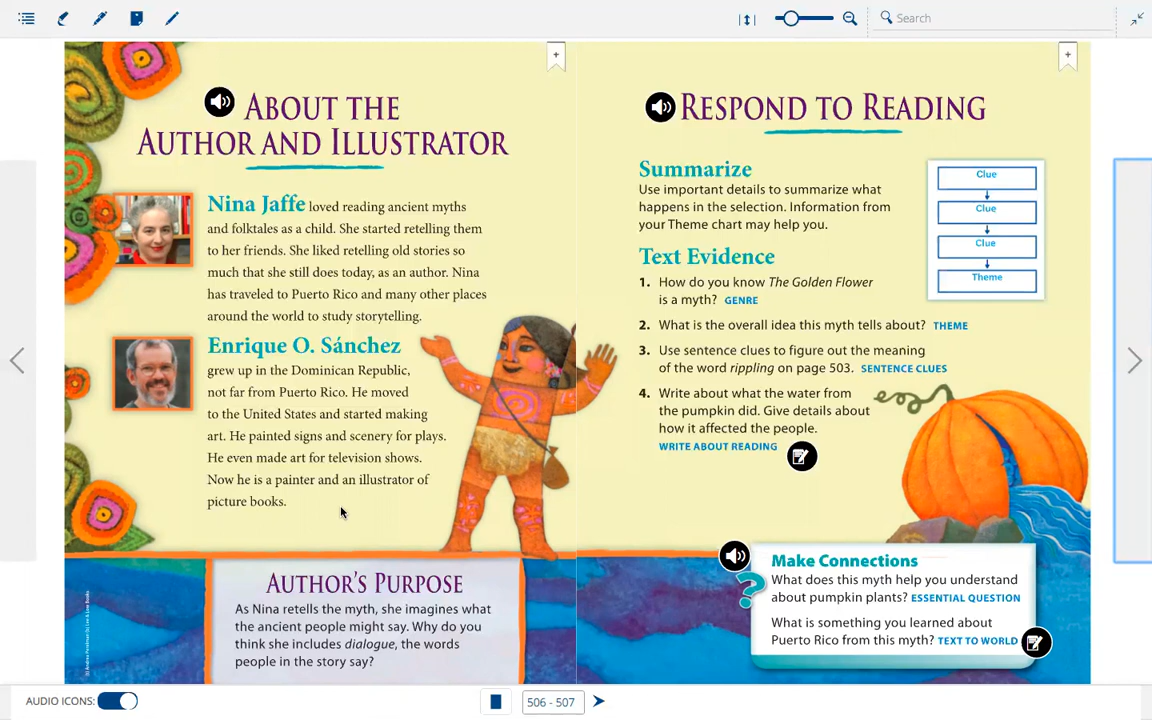 Search
ABOUT THE
AUTHOR AND ILLUSTRATOR
Nina Jaffe loved reading ancient myths
and folktales as a child. She started retelling them
to her friends. She liked retelling old stories so
much that she still does today, as an author. Nina
has traveled to Puerto Rico and many other places
around the world to study storytelling.
Enrique O. Sánchez
grew up in the Dominican Republic,
not far from Puerto Rico. He moved
to the United States and started making
art. He painted signs and scenery for plays.
He even made art for television shows.
Now he is a painter and an illustrator of
picture books.
AUTHOR'S PURPOSE
As Nina retells the myth, she imagines what
the ancient people might say. Why do you
think she includes dialogue, the words
people in the story say?
RESPOND TO READING
Summarize
Use important details to summarize what
happens in the selection. Information from
your Theme chart may help you.
Clue
Clue
Clue
Theme
Text Evidence
1. How do you know The Golden Flower
is a myth? GENRE
2. What is the overall idea this myth tells about? THEME
3. Use sentence clues to figure out the meaning
of the word rippling on page 503. SENTENCE CLUES
4. Write about what the water from
the pumpkin did. Give details about
how it affected the people.
WRITE ABOUT READING
Make Connections
What does this myth help you understand
about pumpkin plants? ESSENTIAL QUESTION
What is something you learned about
Puerto Rico from this myth? TEXT TO WORLD
AUDIO ICONS:
506 - 507